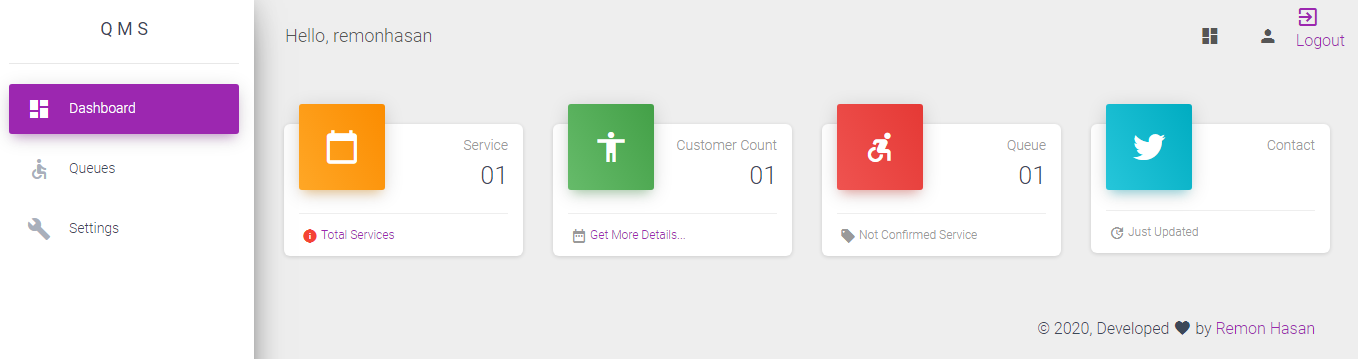 QMS
Dashboard
Queues
Settings
Hello, remonhasan
Logout
Service
01
Total Services
Customer Count
01
Get More Details...
Queue
01
Not Confirmed Service
Contact
Just Updated
© 2020, Developed ♥ by Remon Hasan